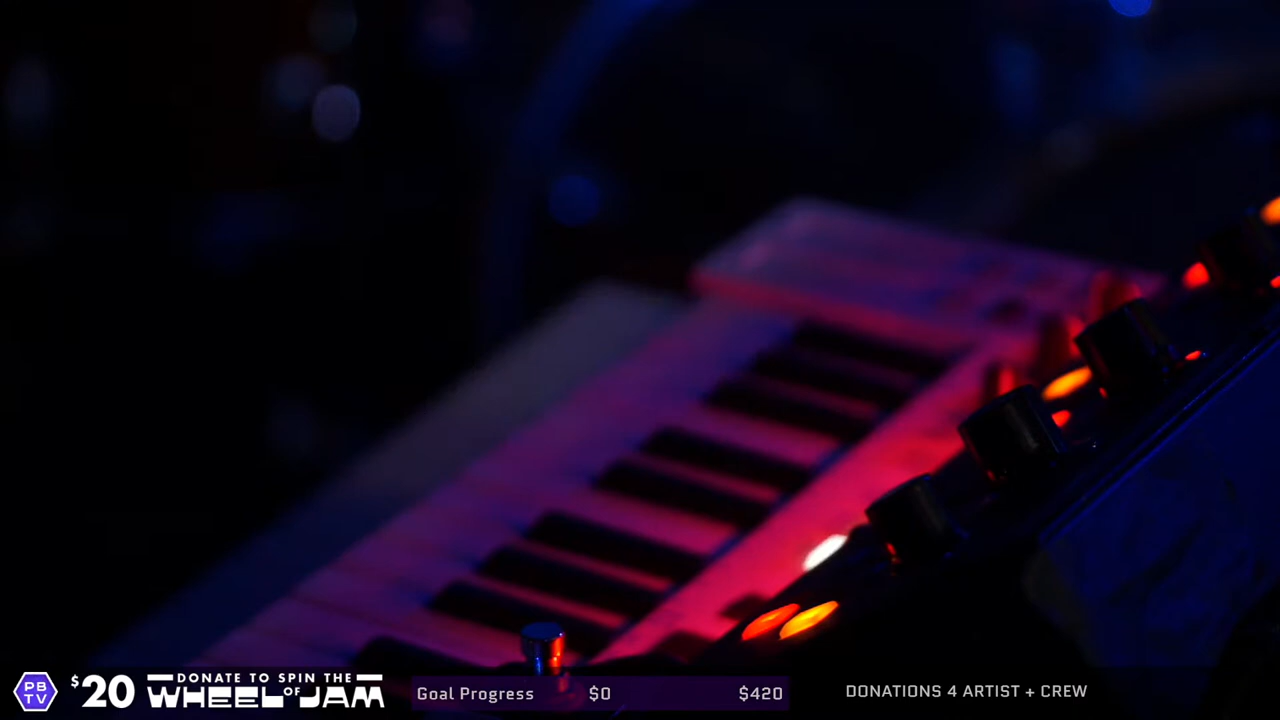 PB
TV
$20
DONATE TO SPIN THE
WHEEL OF JAM
Goal Progress $0 $420
DONATIONS 4 ARTIST + CREW